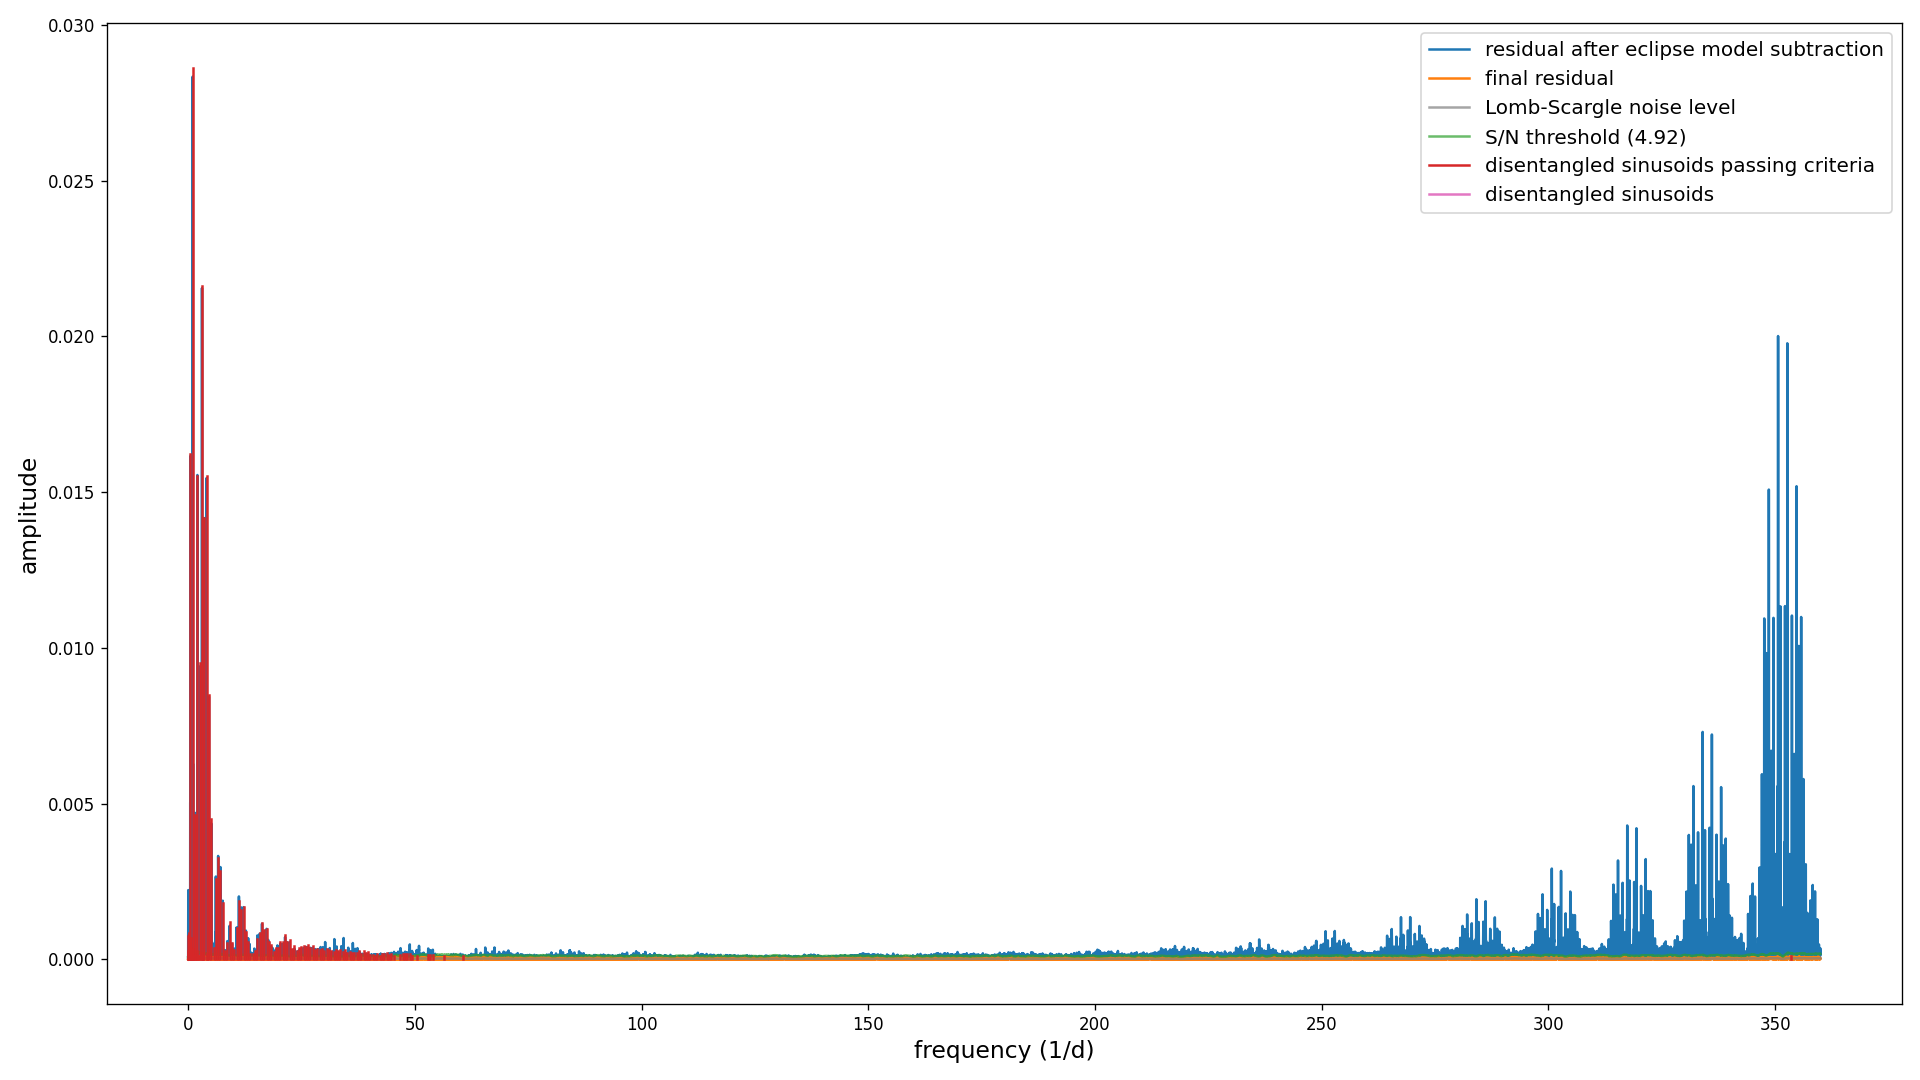 0.030
0.025
0.020
0.015
0.010
0.005
0.000
amplitude
residual after eclipse model subtraction
final residual
Lomb-Scargle noise level
S/N threshold (4.92)
disentangled sinusoids passing criteria
disentangled sinusoids
0 50 100 150 200 250 300 350
frequency (1/d)